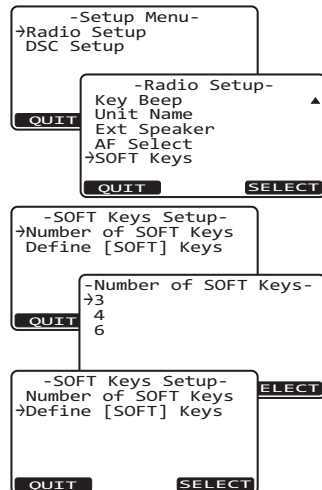 -Setup Menu-
→Radio Setup
DSC Setup
QUIT
-Radio Setup-
Key Beep ▲
Unit Name
Ext Speaker
AF Select
→SOFT Keys
QUIT SELECT
-SOFT Keys Setup-
→Number of SOFT Keys
Define [SOFT] Keys
QUIT
-Number of SOFT Keys-
→3
4
6
ELECT
-SOFT Keys Setup-
Number of SOFT Keys
→Define [SOFT] Keys
QUIT SELECT